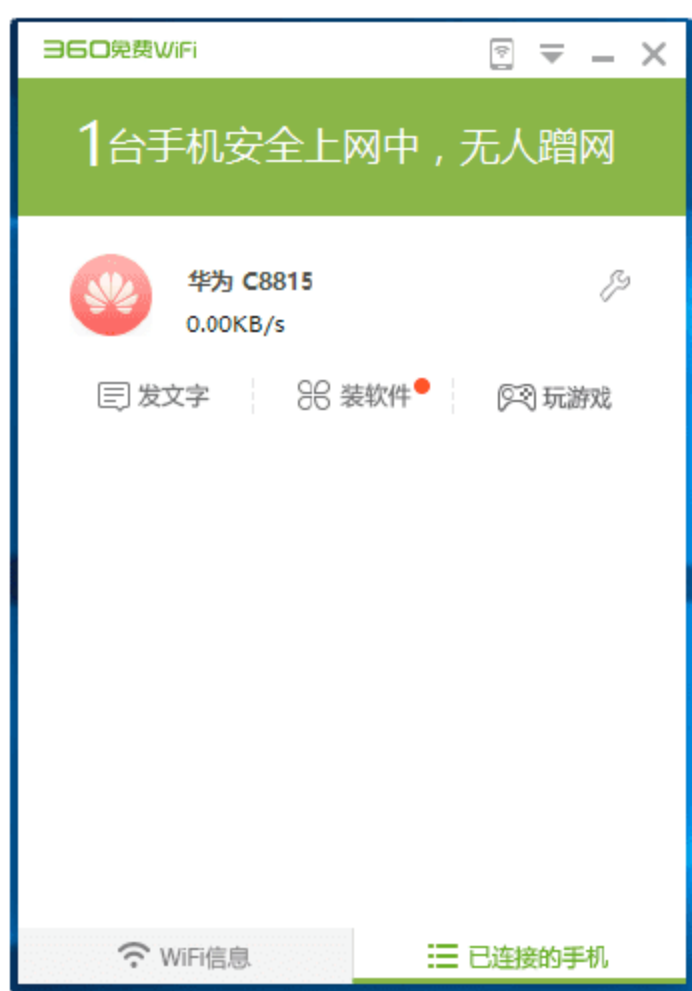 360免费WiFi
1台手机安全上网中，无人蹭网
华为 C8815
0.00KB/s
发文字 装软件 玩游戏
WiFi信息 已连接的手机